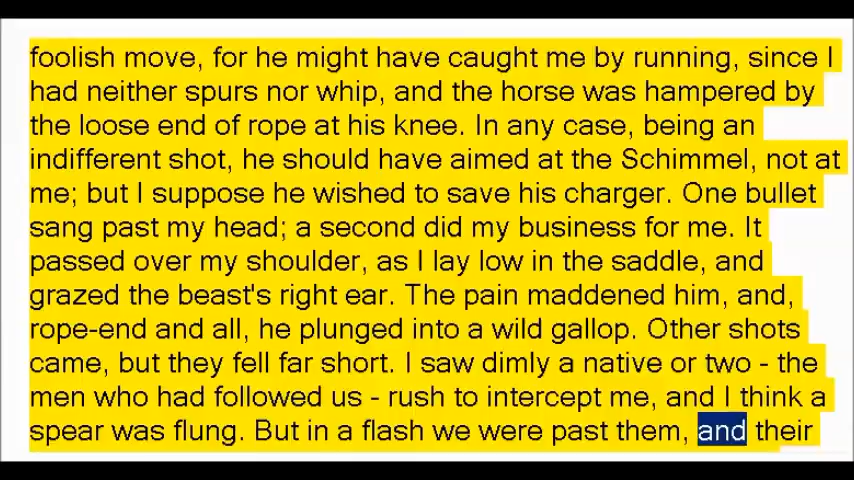 foolish move, for he might have caught me by running, since I
had neither spurs nor whip, and the horse was hampered by
the loose end of rope at his knee. In any case, being an
indifferent shot, he should have aimed at the Schimmel, not at
me; but I suppose he wished to save his charger. One bullet
sang past my head; a second did my business for me. It
passed over my shoulder, as I lay low in the saddle, and
grazed the beast's right ear. The pain maddened him, and,
rope-end and all, he plunged into a wild gallop. Other shots
came, but they fell far short. I saw dimly a native or two - the
men who had followed us - rush to intercept me, and I think a
spear was flung. But in a flash we were past them, and their